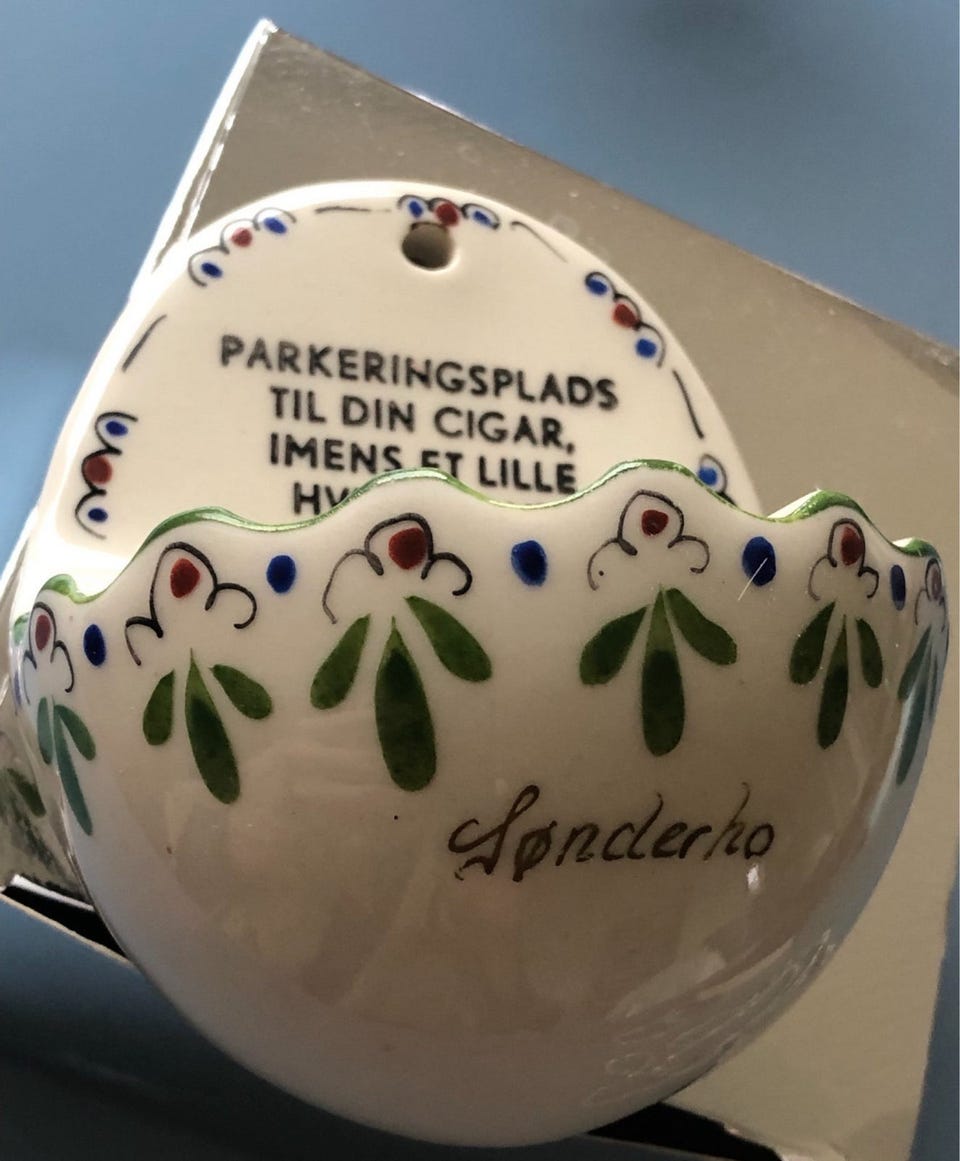 PARKERINGSPLADS
TIL DIN CIGAR,
IMENS ET LILLE
Sønderho